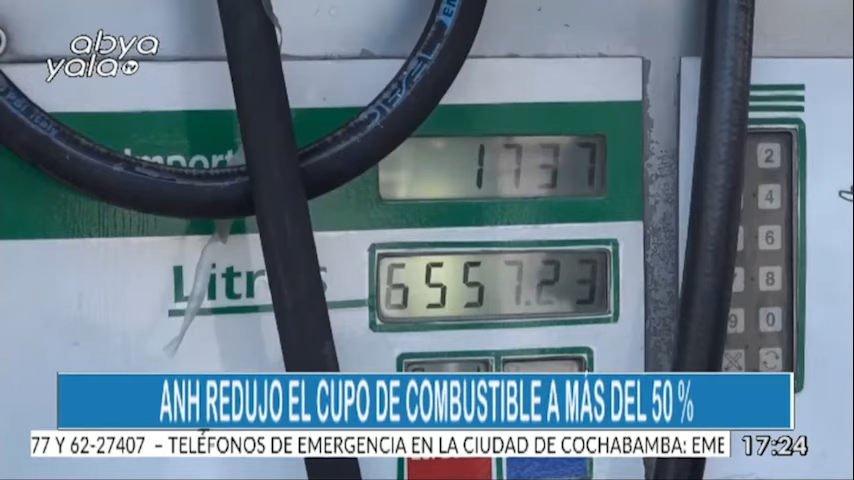 abya
yala tv
Import
1737
Litros
6557.23
2
4
6
8
9 0
ANH REDUJO EL CUPO DE COMBUSTIBLE A MÁS DEL 50 %
77 Y 62-27407 – TELÉFONOS DE EMERGENCIA EN LA CIUDAD DE COCHABAMBA: EME
17:24